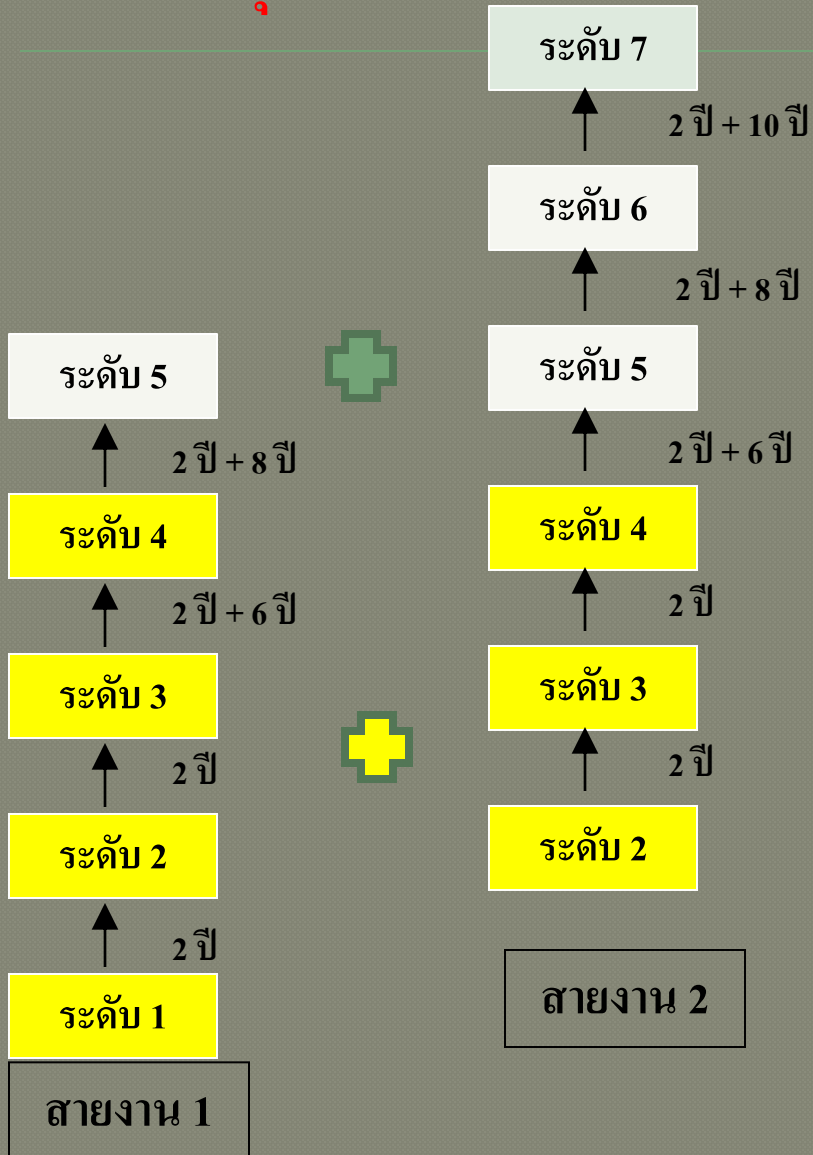 ระดับ 7
2 ปี + 10 ปี
ระดับ 6
2 ปี + 8 ปี
ระดับ 5
2 ปี + 6 ปี
ระดับ 4
2 ปี
ระดับ 3
2 ปี
ระดับ 2
สายงาน 2
ระดับ 5
2 ปี + 8 ปี
ระดับ 4
2 ปี + 6 ปี
ระดับ 3
2 ปี
ระดับ 2
2 ปี
ระดับ 1
สายงาน 1